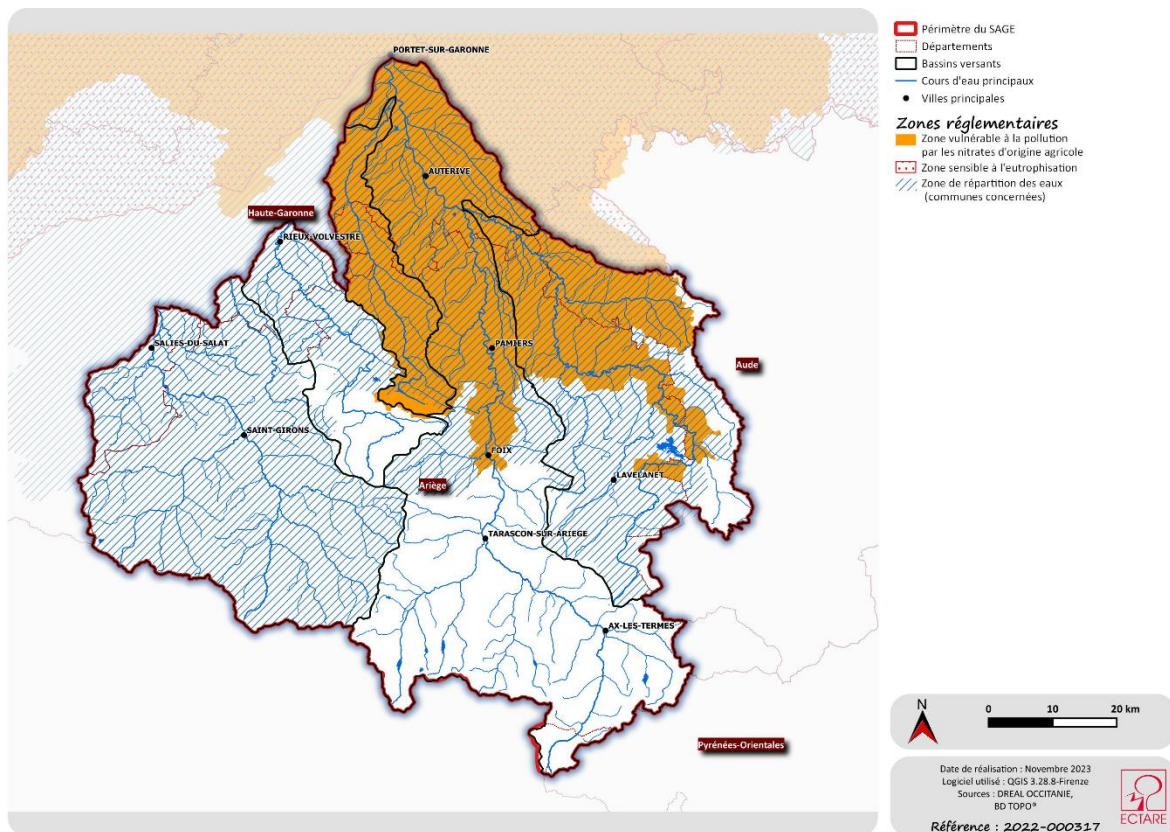 PORTET-SUR-GARONNE
AUTERIVE
Haute-Garonne
RIEUX-VOLVESTRE
SALIES-DU-SALAT
PAMIERS
Aude
SAINT-GIRONS
FOIX
LAVELANET
Ariège
TARASCON-SUR-ARIEGE
AX-LES-TERMES
Pyrénées-Orientales
Périmètre du SAGE
Départements
Bassins versants
Cours d'eau principaux
Villes principales
Zones réglementaires
Zone vulnérable à la pollution
par les nitrates d'origine agricole
Zone sensible à l'eutrophisation
Zone de répartition des eaux
(communes concernées)
N
0 10 20 km
Date de réalisation : Novembre 2023
Logiciel utilisé : QGIS 3.28.8-Firenze
Sources : DREAL OCCITANIE,
BD TOPO®
Référence : 2022-000317
ECTARE